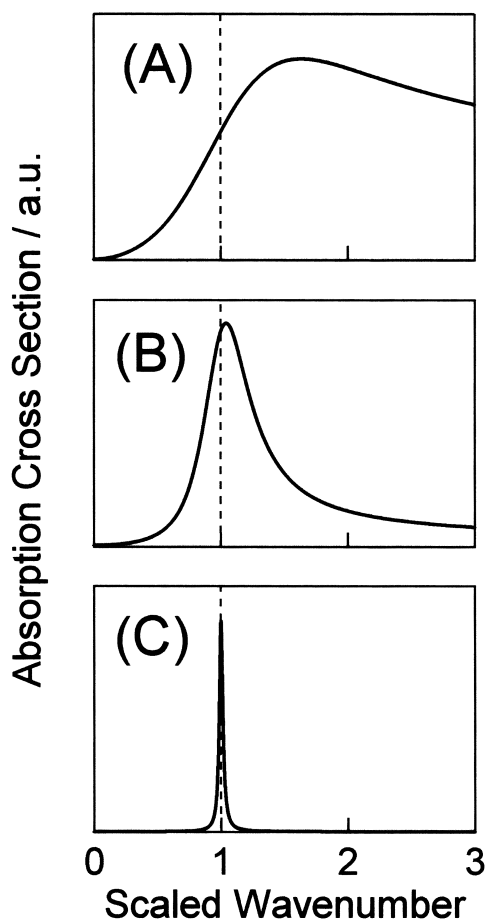 Absorption Cross Section / a.u.
(A)
(B)
(C)
0 1 2 3
Scaled Wavenumber